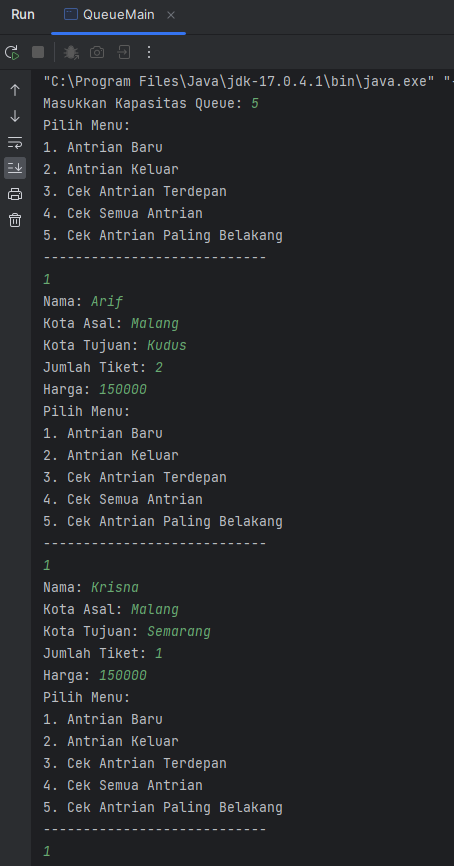 Run QueueMain
"C:\Program Files\Java\jdk-17.0.4.1\bin\java.exe" "-
Masukkan Kapasitas Queue: 5
Pilih Menu:
1. Antrian Baru
2. Antrian Keluar
3. Cek Antrian Terdepan
4. Cek Semua Antrian
5. Cek Antrian Paling Belakang
----------------------------
1
Nama: Arif
Kota Asal: Malang
Kota Tujuan: Kudus
Jumlah Tiket: 2
Harga: 150000
Pilih Menu:
1. Antrian Baru
2. Antrian Keluar
3. Cek Antrian Terdepan
4. Cek Semua Antrian
5. Cek Antrian Paling Belakang
----------------------------
1
Nama: Krisna
Kota Asal: Malang
Kota Tujuan: Semarang
Jumlah Tiket: 1
Harga: 150000
Pilih Menu:
1. Antrian Baru
2. Antrian Keluar
3. Cek Antrian Terdepan
4. Cek Semua Antrian
5. Cek Antrian Paling Belakang
----------------------------
1